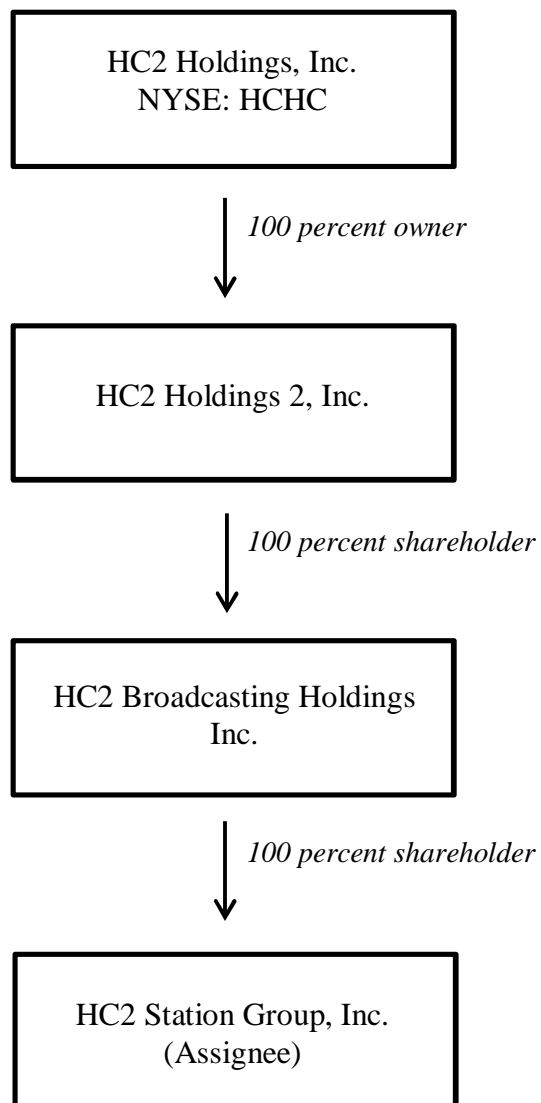 HC2 Holdings, Inc.
NYSE: HCHC
100 percent owner
HC2 Holdings 2, Inc.
100 percent shareholder
HC2 Broadcasting Holdings
Inc.
100 percent shareholder
HC2 Station Group, Inc.
(Assignee)